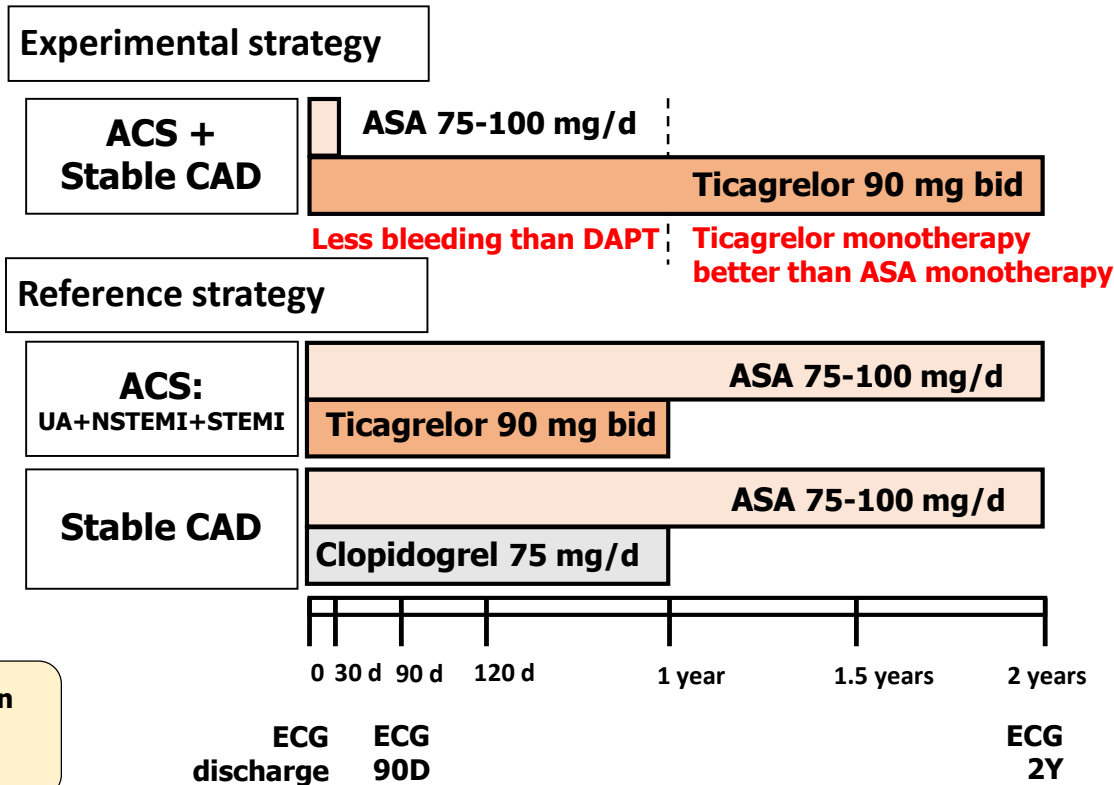 Experimental strategy
ACS +
Stable CAD
ASA 75-100 mg/d
Ticagrelor 90 mg bid
Less bleeding than DAPT
Ticagrelor monotherapy
better than ASA monotherapy
Reference strategy
ACS:
UA+NSTEMI+STEMI
ASA 75-100 mg/d
Ticagrelor 90 mg bid
Stable CAD
ASA 75-100 mg/d
Clopidogrel 75 mg/d
0 30 d 90 d 120 d 1 year 1.5 years 2 years
ECG
discharge
ECG
90D
ECG
2Y